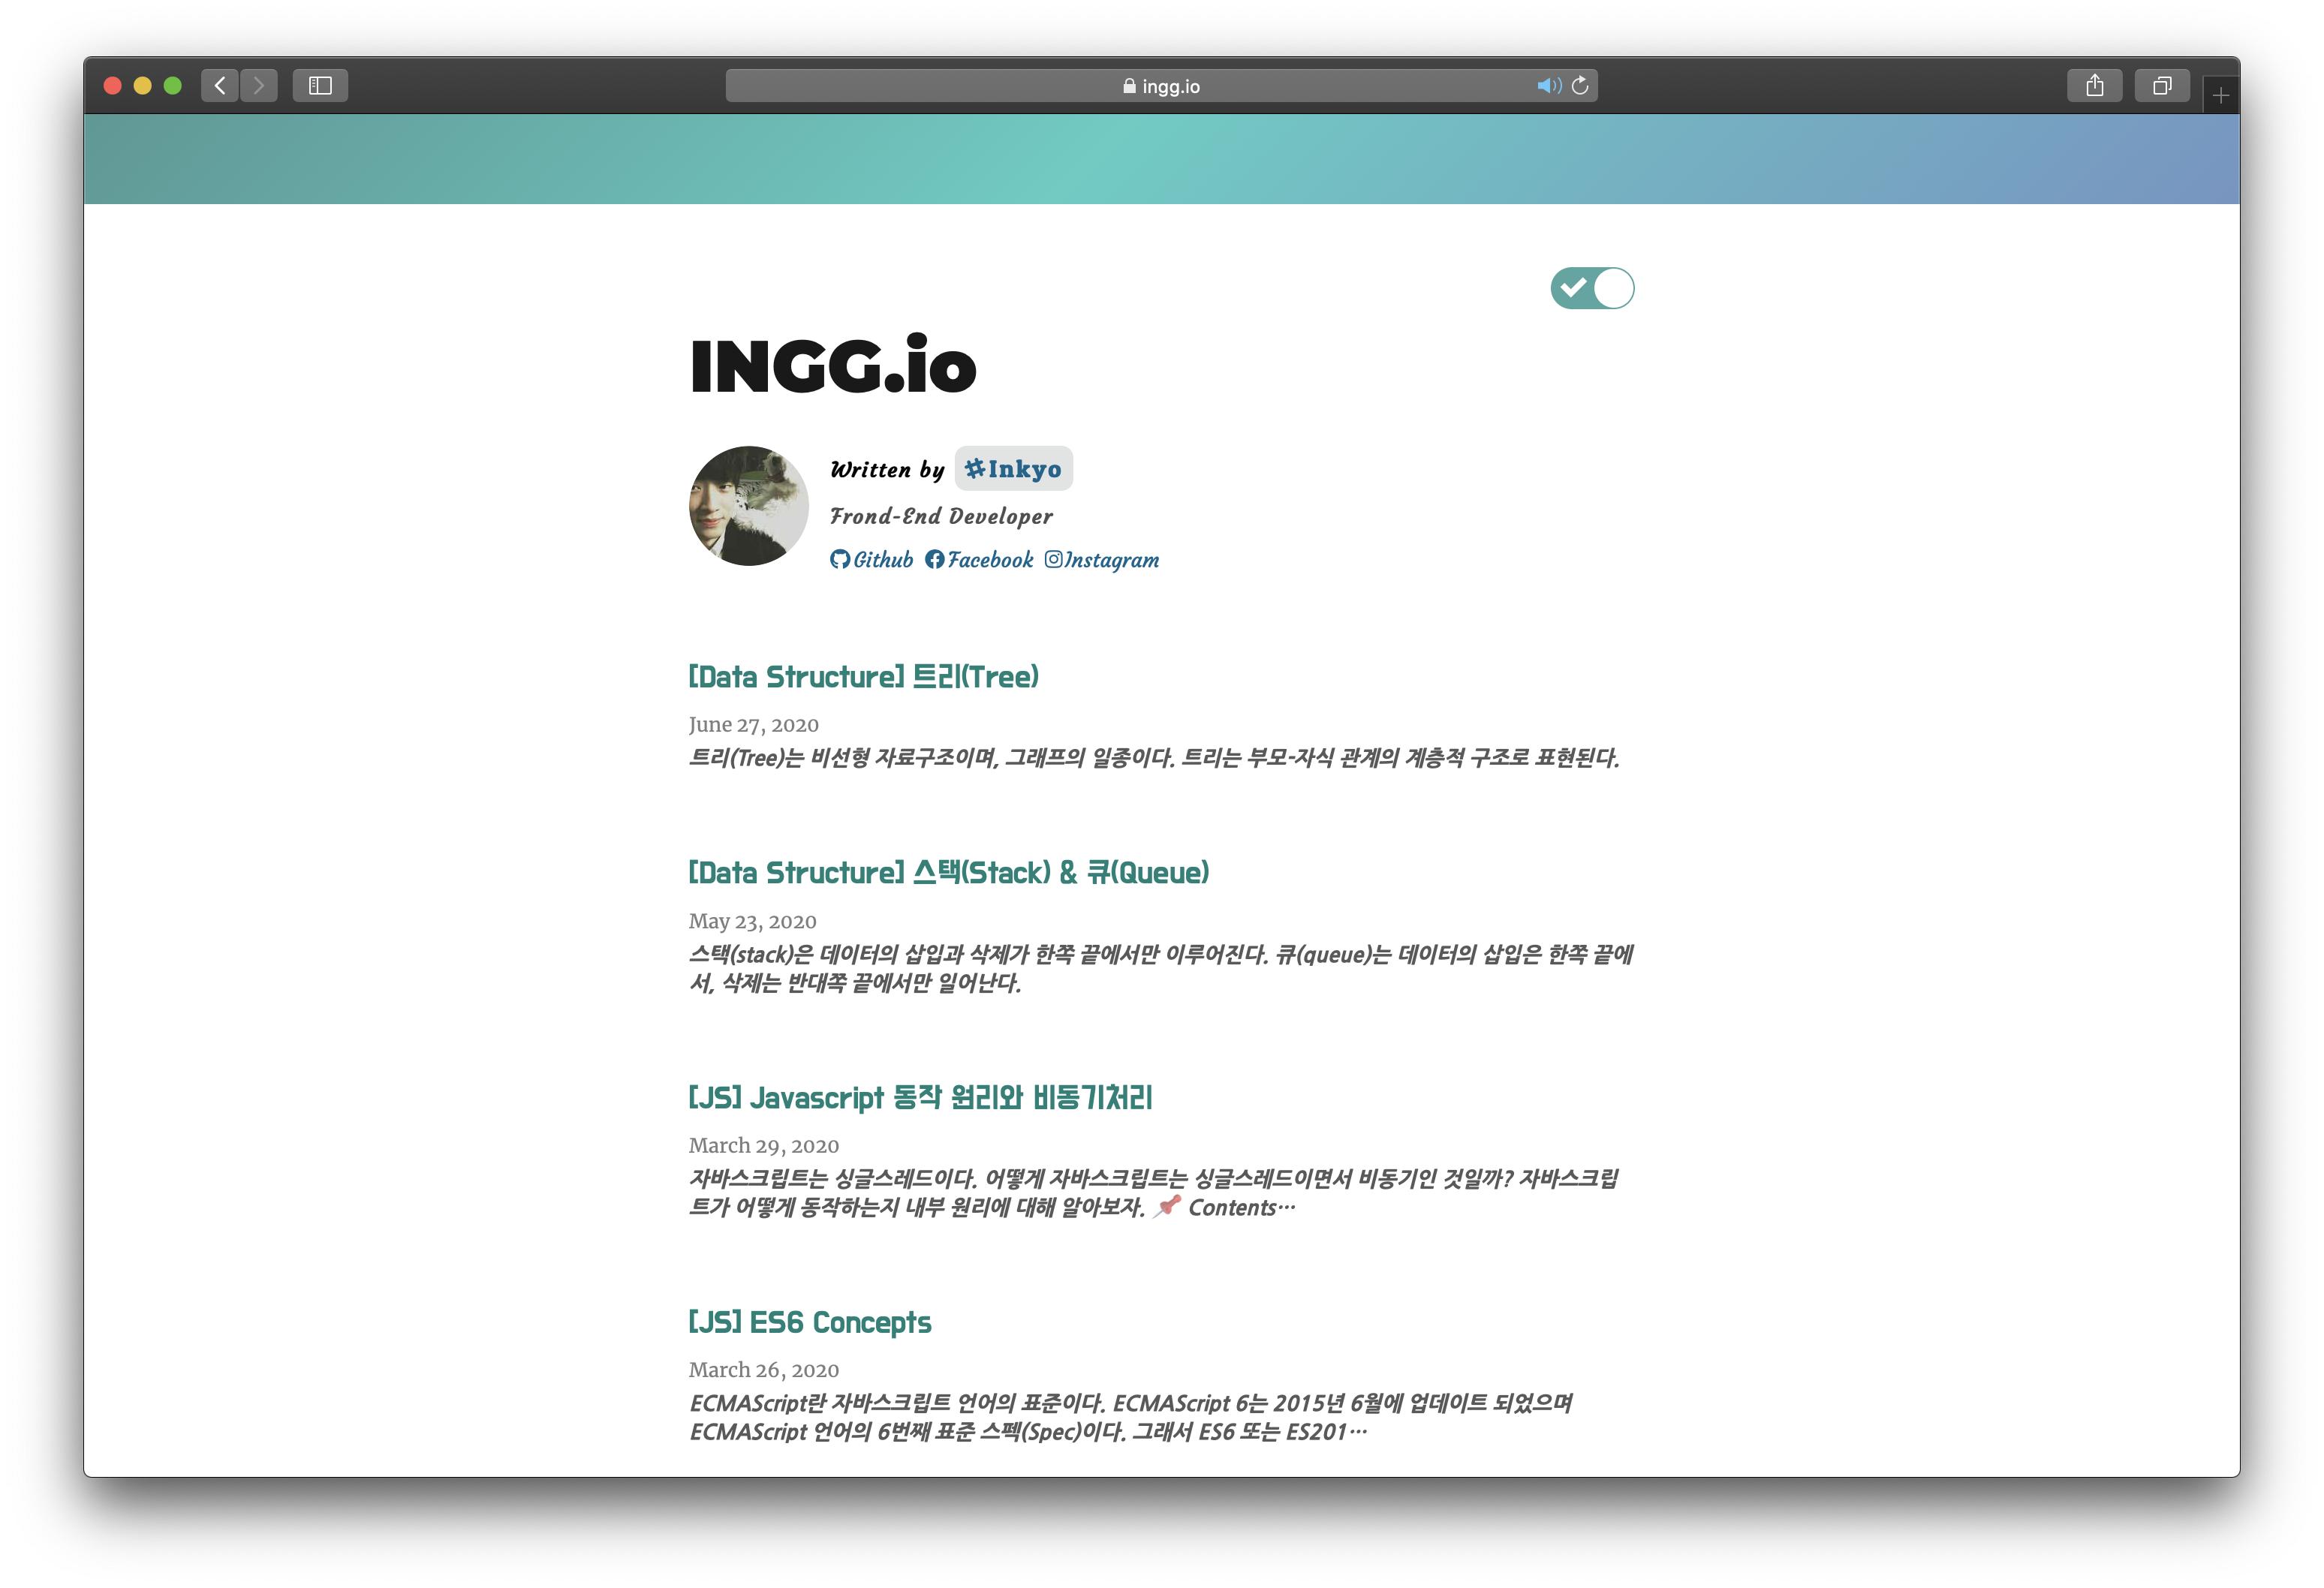 ingg.io
INGG.io
Written by #Inkyo
Frond-End Developer
Github Facebook Instagram
[Data Structure] 트리(Tree)
June 27, 2020
트리(Tree)는 비선형 자료구조이며, 그래프의 일종이다. 트리는 부모-자식 관계의 계층적 구조로 표현된다.
[Data Structure] 스택(Stack) & 큐(Queue)
May 23, 2020
스택(stack)은 데이터의 삽입과 삭제가 한쪽 끝에서만 이루어진다. 큐(queue)는 데이터의 삽입은 한쪽 끝에
서, 삭제는 반대쪽 끝에서만 일어난다.
[JS] Javascript 동작 원리와 비동기처리
March 29, 2020
자바스크립트는 싱글스레드이다. 어떻게 자바스크립트는 싱글스레드이면서 비동기인 것일까? 자바스크립
트가 어떻게 동작하는지 내부 원리에 대해 알아보자. 📌 Contents…
[JS] ES6 Concepts
March 26, 2020
ECMAScript란 자바스크립트 언어의 표준이다. ECMAScript 6는 2015년 6월에 업데이트 되었으며
ECMAScript 언어의 6번째 표준 스펙(Spec)이다. 그래서 ES6 또는 ES201…